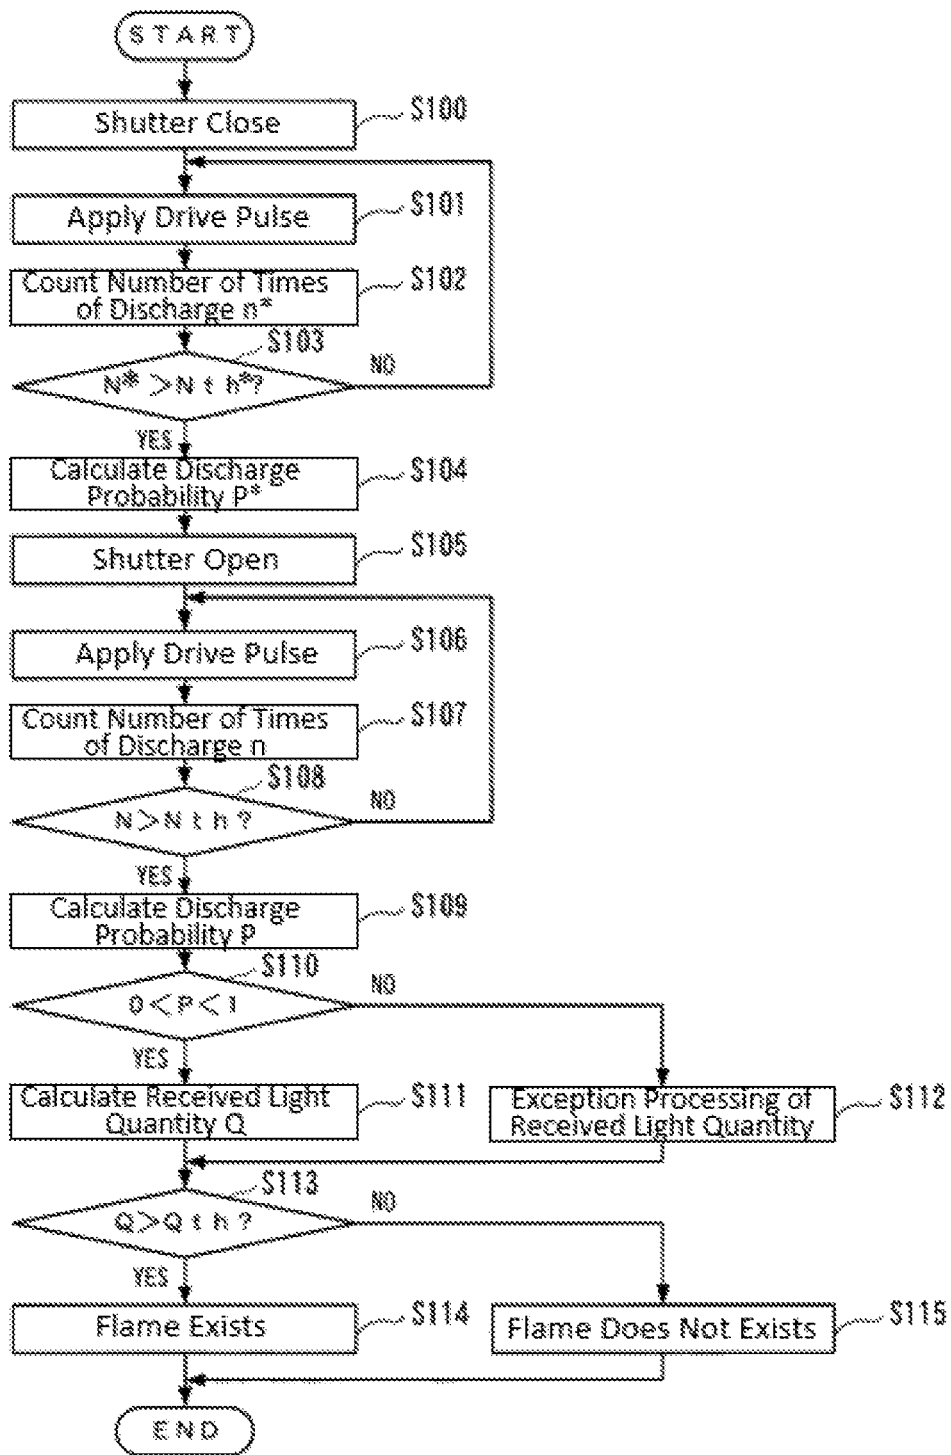 START
Shutter Close
S100
Apply Drive Pulse
S101
Count Number of Times
of Discharge n*
S102
S103
N* >Nth*?
NO
YES
Calculate Discharge
Probability P*
S104
Shutter Open
S105
Apply Drive Pulse
S106
Count Number of Times
of Discharge n
S107
S108
N>Nth?
NO
YES
Calculate Discharge
Probability P
S109
S110
0<P<1
NO
YES
Calculate Received Light
Quantity Q
S111
Exception Processing of
Received Light Quantity
S112
S113
Q>Qth?
NO
YES
Flame Exists
S114
Flame Does Not Exists
S115
END